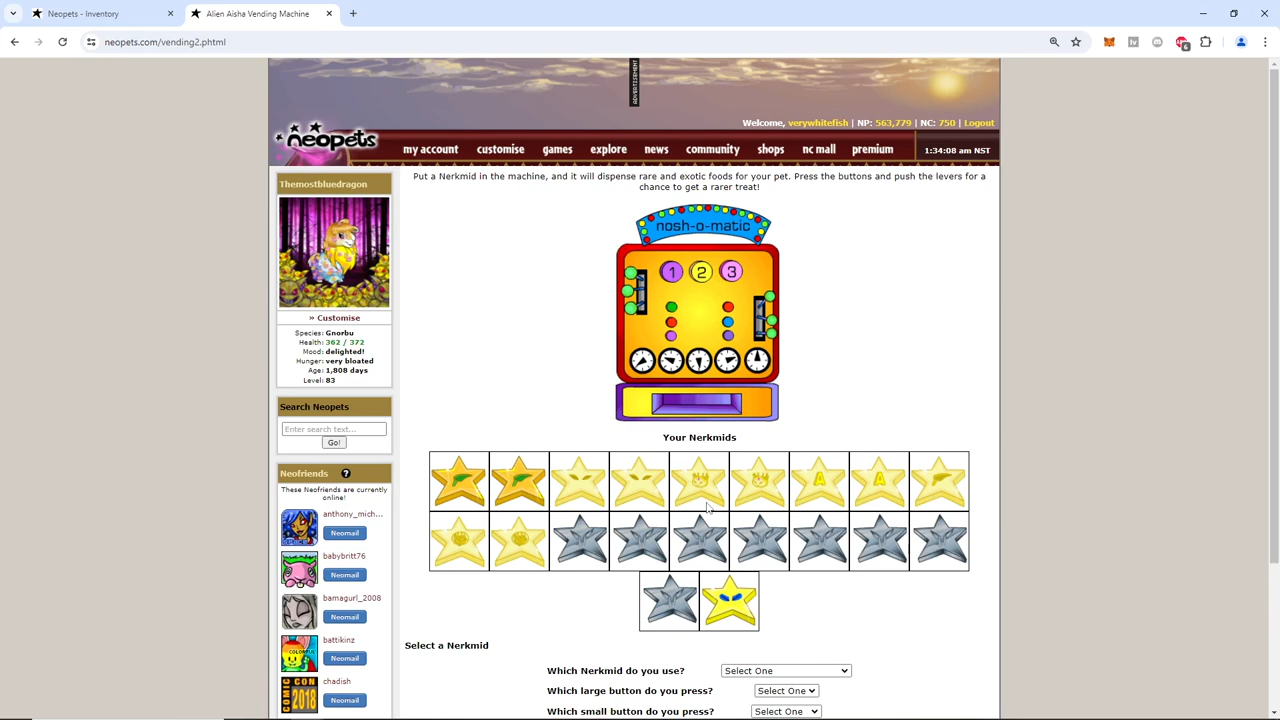 Neopets - Inventory
Alien Aisha Vending Machine
neopets.com/vending2.phtml
6
ADVERTISEMENT
Welcome, verywhitefish | NP: 563,779 | NC: 750 | Logout
neopets
my account customise games explore news community shops nc mall premium
1:34:08 am NST
Themostbluedragon
» Customise
Species: Gnorbu
Health: 362 / 372
Mood: delighted!
Hunger: very bloated
Age: 1,808 days
Level: 83
Search Neopets
Enter search text...
Go!
Neofriends ?
These Neofriends are currently
online!
anthony_mich...
Neomail
babybritt76
Neomail
bamagurl_2008
Neomail
battikinz
COLORFUL
Neomail
chadish
COMIC
CON
2018
Neomail
Put a Nerkmid in the machine, and it will dispense rare and exotic foods for your pet. Press the buttons and push the levers for a
chance to get a rarer treat!
nosh-o-matic
1 2 3
Your Nerkmids
A A
Select a Nerkmid
Which Nerkmid do you use? Select One
Which large button do you press? Select One
Which small button do you press? Select One